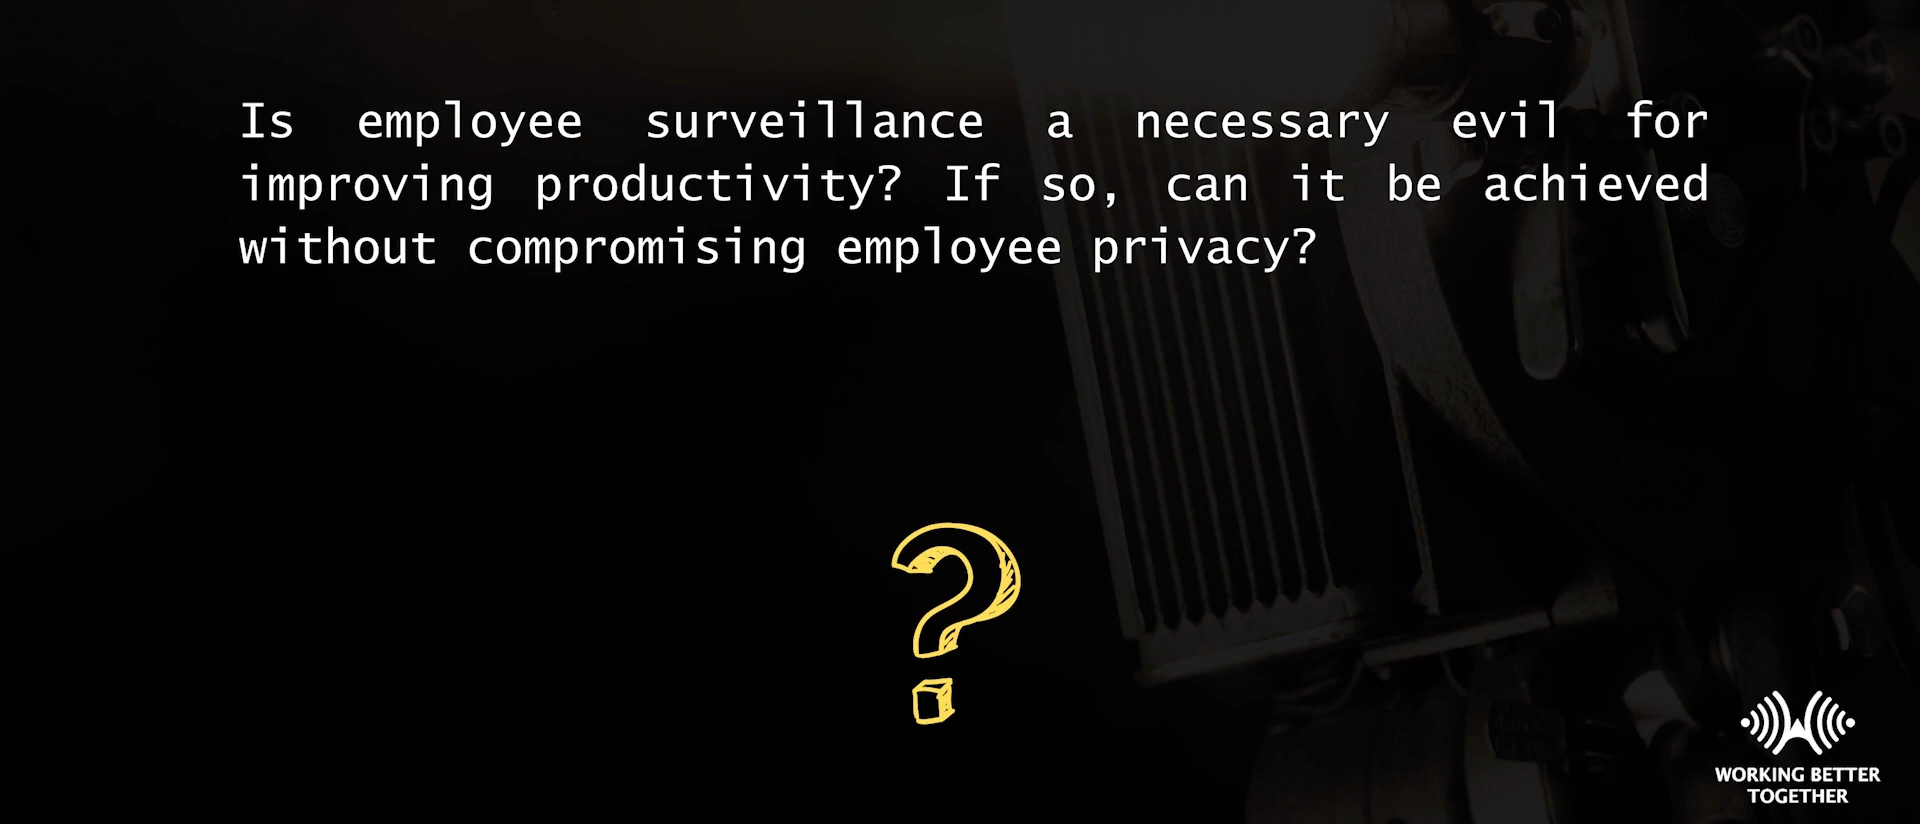 Is employee surveillance a necessary evil for
improving productivity? If so, can it be achieved
without compromising employee privacy?
?
WORKING BETTER
TOGETHER